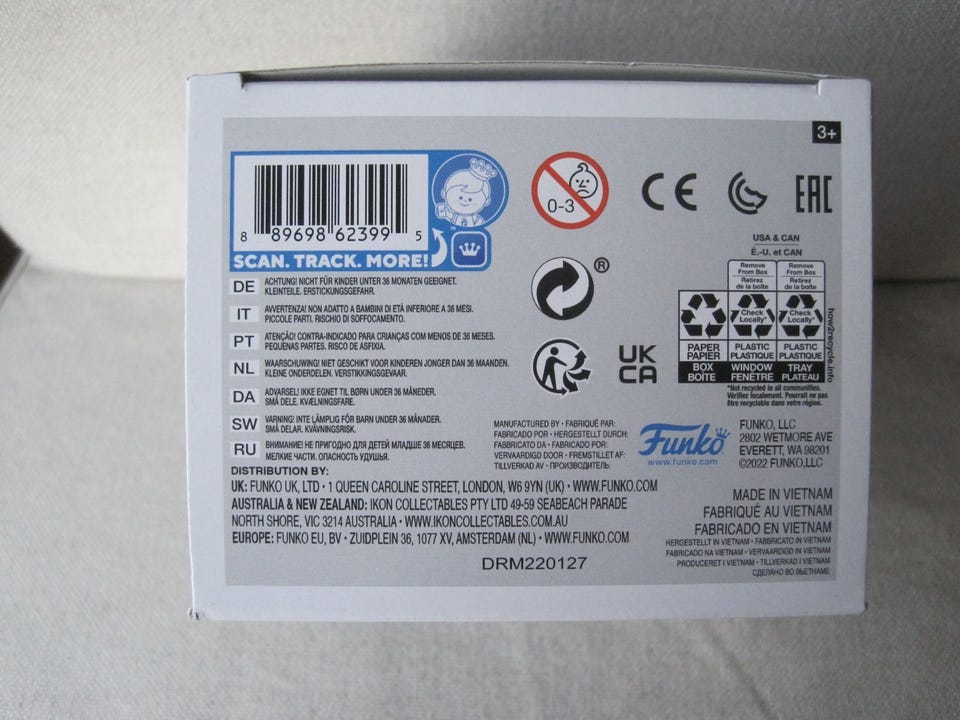 3+
8 89698 62399 5
SCAN. TRACK. MORE!
0-3
CE
EAC
®
UK
CA
USA & CAN
É.-U. et CAN
Remove From Box
Retirez de la boîte
Remove From Box
Retirez de la boîte
Check Locally*
Check Locally*
PAPER
PAPIER
PLASTIC
PLASTIQUE
PLASTIC
PLASTIQUE
BOX
BOÎTE
WINDOW
FENÊTRE
TRAY
PLATEAU
how2recycle.info
*Not recycled in all communities.
Vérifiez localement. Pourrait ne pas
être recyclable dans votre région.
DE ACHTUNG! NICHT FÜR KINDER UNTER 36 MONATEN GEEIGNET.
KLEINTEILE. ERSTICKUNGSGEFAHR.
IT AVVERTENZA! NON ADATTO A BAMBINI DI ETÀ INFERIORE A 36 MESI.
PICCOLE PARTI. RISCHIO DI SOFFOCAMENTO.
PT ATENÇÃO! CONTRA-INDICADO PARA CRIANÇAS COM MENOS DE 36 MESES.
PEQUENAS PARTES. RISCO DE ASFIXIA.
NL WAARSCHUWING! NIET GESCHIKT VOOR KINDEREN JONGER DAN 36 MAANDEN.
KLEINE ONDERDELEN. VERSTIKKINGSGEVAAR.
DA ADVARSEL! IKKE EGNET TIL BØRN UNDER 36 MÅNEDER.
SMÅ DELE. KVÆLNINGSFARE.
SW VARNING! INTE LÄMPLIG FÖR BARN UNDER 36 MÅNADER.
SMÅ DELAR. KVÄVNINGSRISK.
RU ВНИМАНИЕ! НЕ ПРИГОДНО ДЛЯ ДЕТЕЙ МЛАДШЕ 36 МЕСЯЦЕВ.
МЕЛКИЕ ЧАСТИ. ОПАСНОСТЬ УДУШЬЯ.
MANUFACTURED BY • FABRIQUÉ PAR:
FABRICADO POR • HERGESTELLT DURCH:
FABBRICATO DA • FABRICADO POR:
VERVAARDIGD DOOR • FREMSTILLET AF:
TILLVERKAD AV • ПРОИЗВОДИТЕЛЬ:
Funko
www.funko.com
FUNKO, LLC
2802 WETMORE AVE
EVERETT, WA 98201
©2022 FUNKO,LLC
DISTRIBUTION BY:
UK: FUNKO UK, LTD • 1 QUEEN CAROLINE STREET, LONDON, W6 9YN (UK) • WWW.FUNKO.COM
AUSTRALIA & NEW ZEALAND: IKON COLLECTABLES PTY LTD 49-59 SEABEACH PARADE
NORTH SHORE, VIC 3214 AUSTRALIA • WWW.IKONCOLLECTABLES.COM.AU
EUROPE: FUNKO EU, BV • ZUIDPLEIN 36, 1077 XV, AMSTERDAM (NL) • WWW.FUNKO.COM
MADE IN VIETNAM
FABRIQUÉ AU VIETNAM
FABRICADO EN VIETNAM
HERGESTELLT IN VIETNAM • FABBRICATO IN VIETNAM
FABRICADO NA VIETNAM • VERVAARDIGD IN VIETNAM
PRODUCERET I VIETNAM • TILLVERKAD I VIETNAM
СДЕЛАНО ВО ВЬЕТНАМЕ
DRM220127